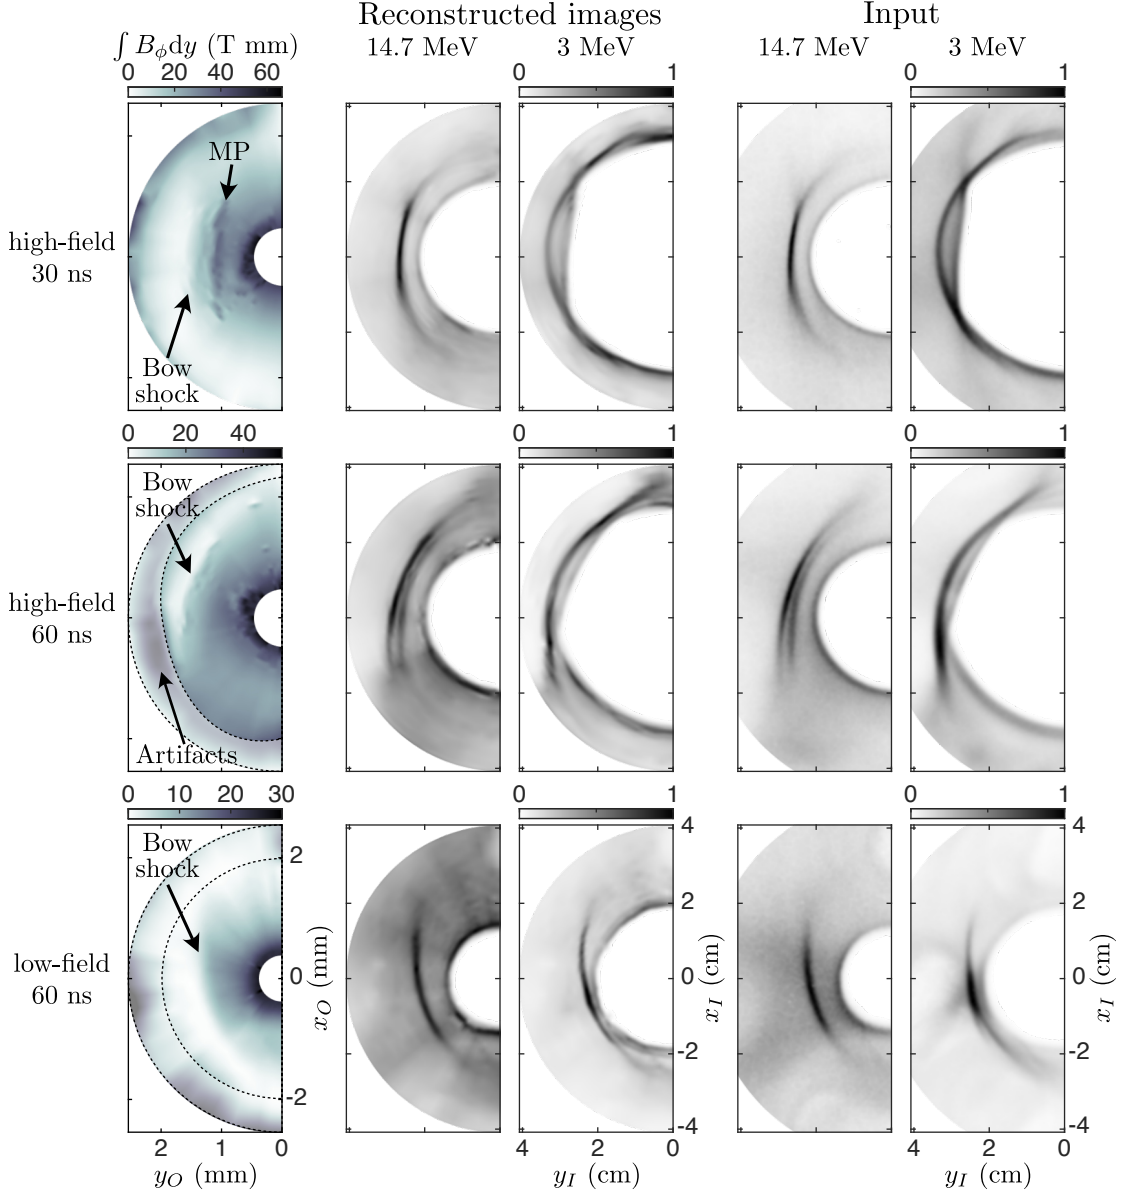 Reconstructed images
Input
∫ B_ϕ dy (T mm)
14.7 MeV
3 MeV
14.7 MeV
3 MeV
0 20 40 60
0 1
0 1
MP
high-field
30 ns
Bow
shock
0 20 40
0 1
0 1
Bow
shock
high-field
60 ns
Artifacts
0 10 20 30
0 1
0 1
Bow
shock
low-field
60 ns
2
0
-2
x_O (mm)
4
2
0
-2
-4
x_I (cm)
4
2
0
-2
-4
x_I (cm)
2 1 0
4 2 0
4 2 0
y_O (mm)
y_I (cm)
y_I (cm)